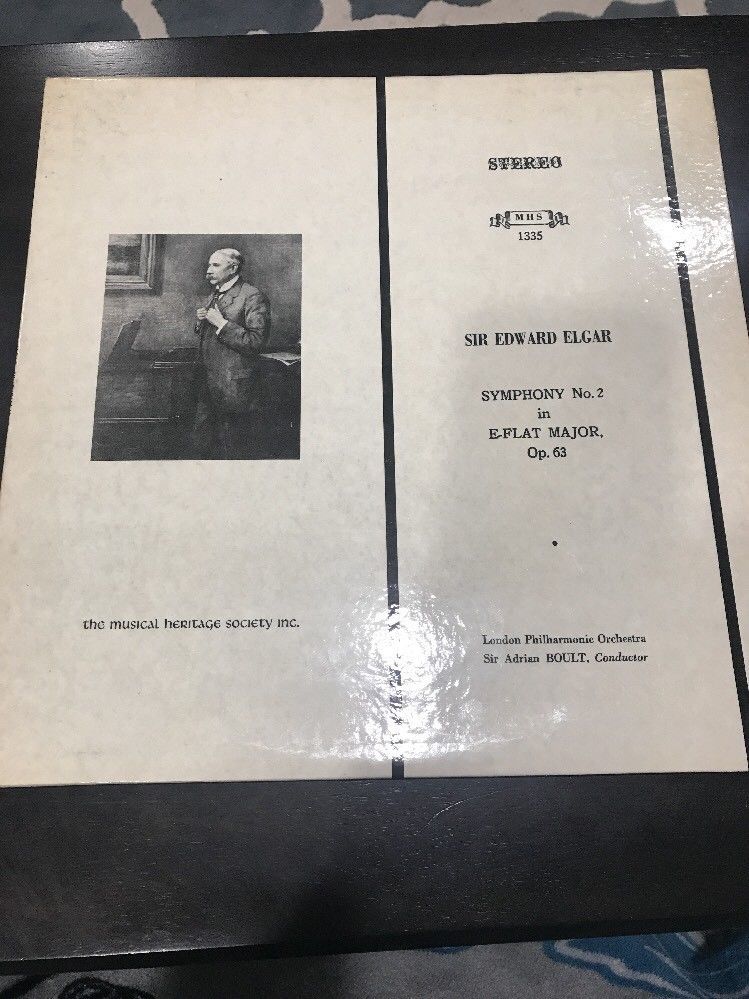 STEREO
MHS
1335
SIR EDWARD ELGAR
SYMPHONY No. 2
in
E-FLAT MAJOR,
Op. 63
the musical heritage society inc.
London Philharmonic Orchestra
Sir Adrian BOULT, Conductor